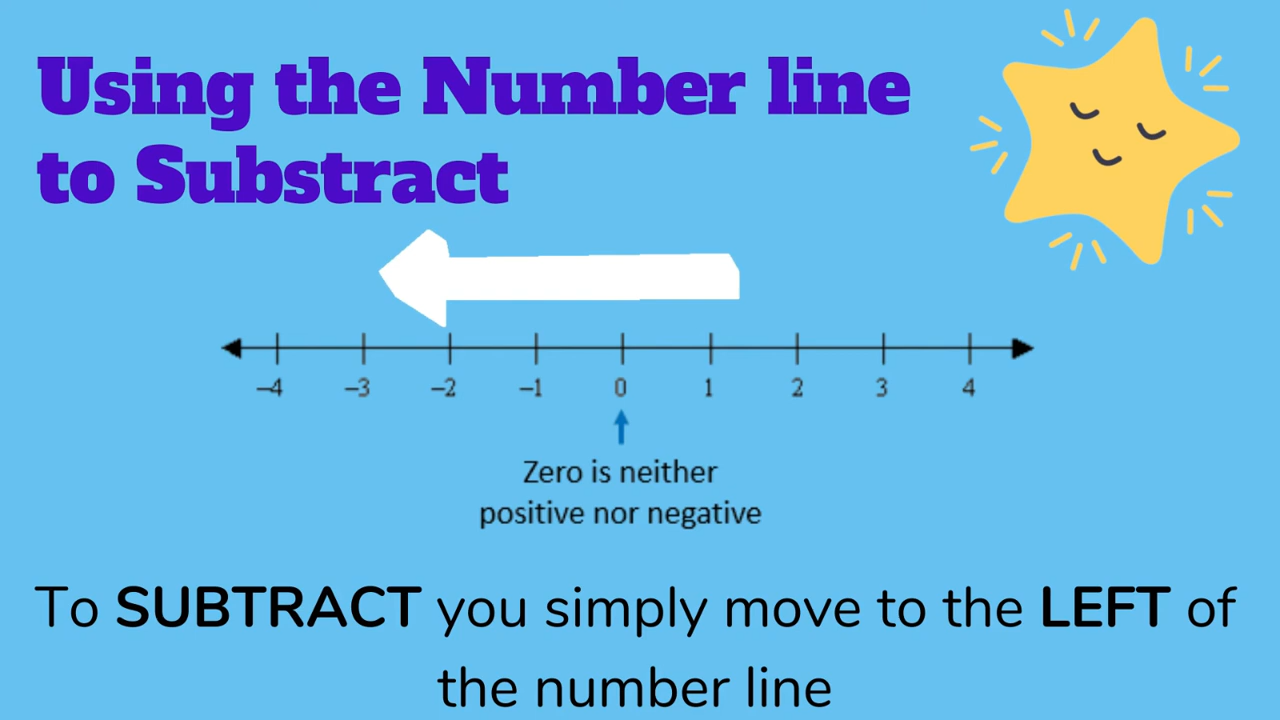 Using the Number line
to Substract
–4 –3 –2 –1 0 1 2 3 4
Zero is neither
positive nor negative
To SUBTRACT you simply move to the LEFT of
the number line